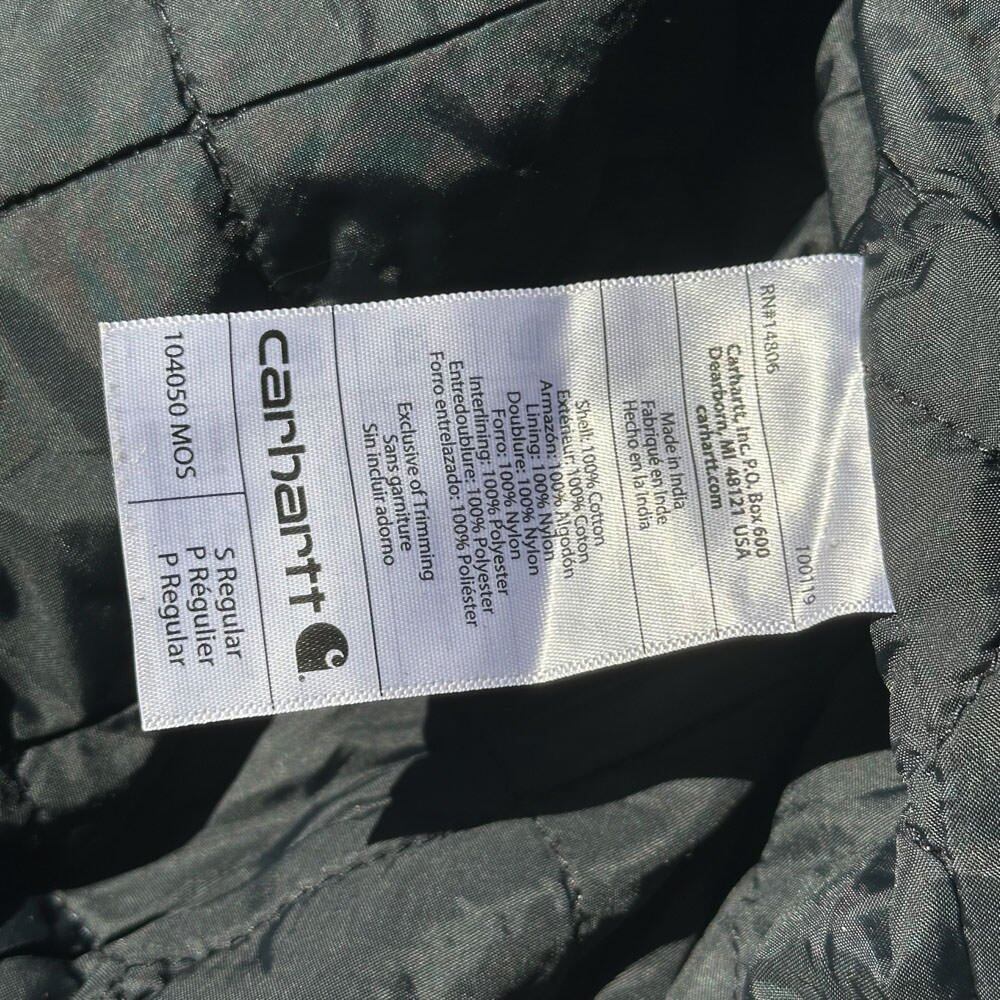 RN#14806 100119
Carhartt, Inc. P.O. Box 600
Dearborn, MI 48121 USA
carhartt.com
Made in India
Fabriqué en Inde
Hecho en la India
Shell: 100% Cotton
Extérieur: 100% Coton
Armazón: 100% Algodón
Lining: 100% Nylon
Doublure: 100% Nylon
Forro: 100% Nylon
Interlining: 100% Polyester
Entredoublure: 100% Polyester
Forro entrelazado: 100% Poliéster
Exclusive of Trimming
Sans garniture
Sin incluir adorno
carhartt
104050 MOS
S Regular
P Régulier
P Regular